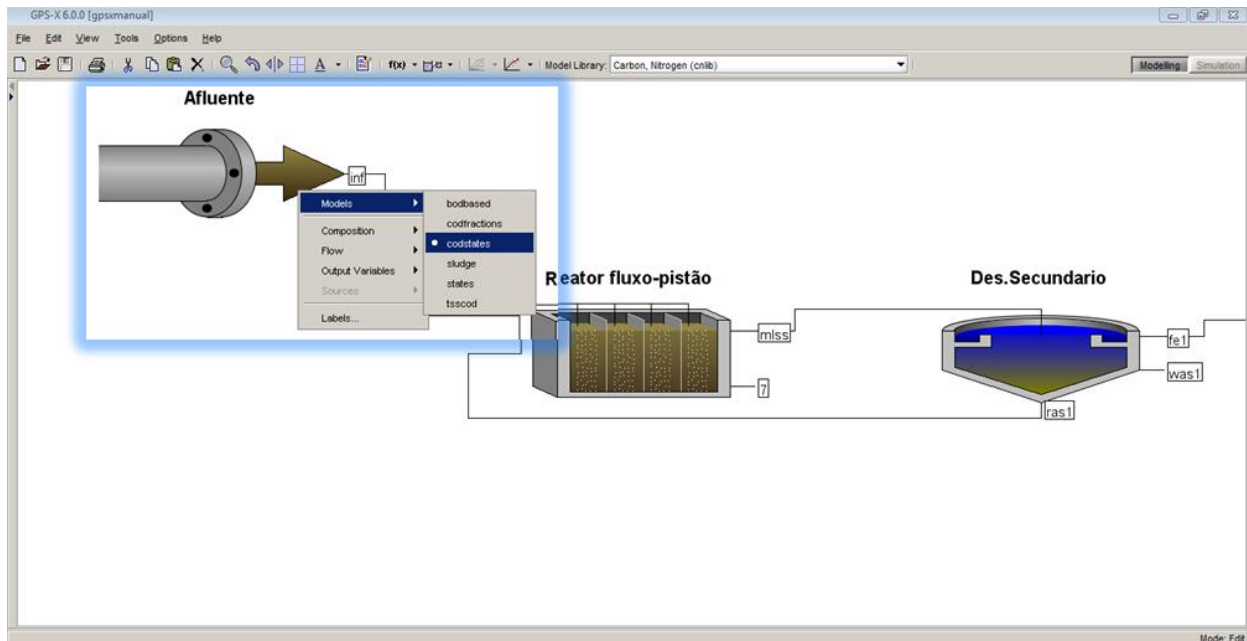 GPS-X 6.0.0 [gpsxmanual]
File Edit View Tools Options Help
A f(x) Model Library: Carbon, Nitrogen (cnlib) Modelling Simulation
Afluente
inf
Models
Composition
Flow
Output Variables
Sources
Labels...
bodbased
codfractions
codstates
sludge
states
tsscod
Reator fluxo-pistão
mlss
7
Des.Secundario
fe1
was1
ras1
Mode: Edit